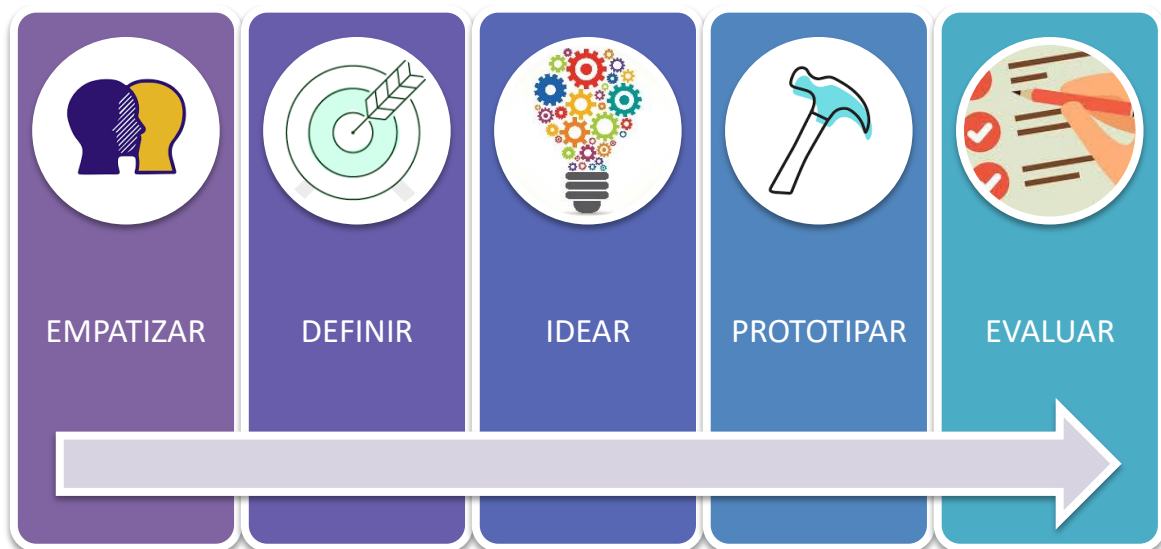 EMPATIZAR
DEFINIR
IDEAR
PROTOTIPAR
EVALUAR